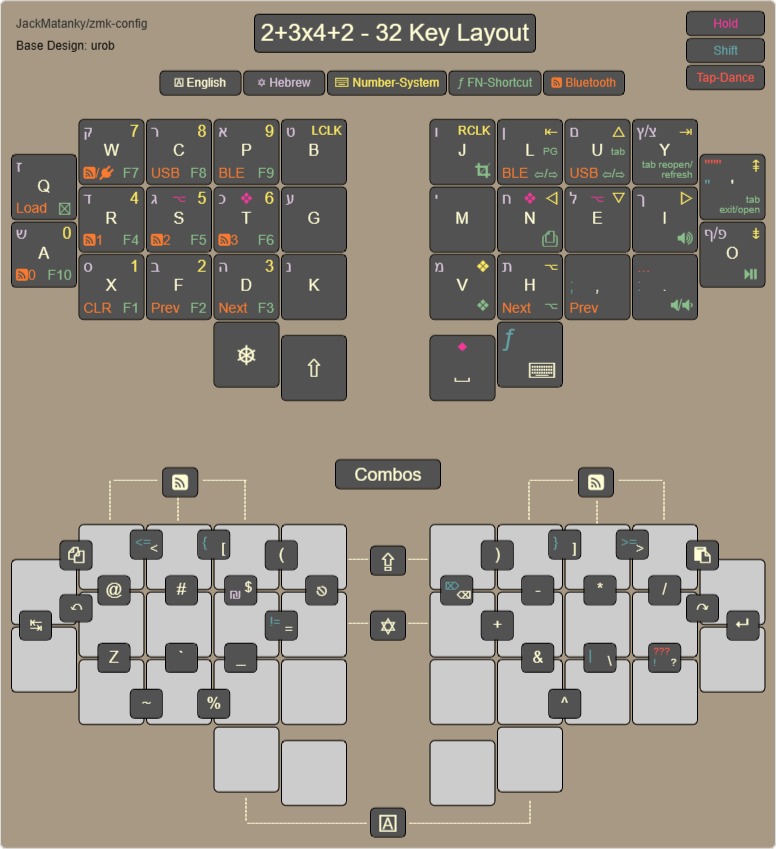 JackMatanky/zmk-config
Base Design: urob
2+3x4+2 - 32 Key Layout
Hold
Shift
Tap-Dance
A English
✡ Hebrew
Number-System
ƒ FN-Shortcut
Bluetooth
ק 7
W
F7
ר 8
C
USB F8
א 9
P
BLE F9
ט LCLK
B
ו RCLK
J
ן
L PG
BLE
ם
U tab
USB
צ/ץ
Y
tab reopen/
refresh
ז
Q
Load
""" 
" '
tab
exit/open
ד 4
R
1 F4
ג 5
S
2 F5
כ 6
T
3 F6
ע
G
י
M
ח
N
ל
E
ך
I
ש 0
A
0 F10
פ/ף
O
ס 1
X
CLR F1
ב 2
F
Prev F2
ה 3
D
Next F3
נ
K
מ
V
ת
H
Next
; ,
Prev
...
: .
ƒ
Combos
<= <
{ [
(
)
} ]
>= >
@
#
₪ $
-
*
/
!= =
+
Z
`
_
&
| \
???
! ?
~
%
^
A